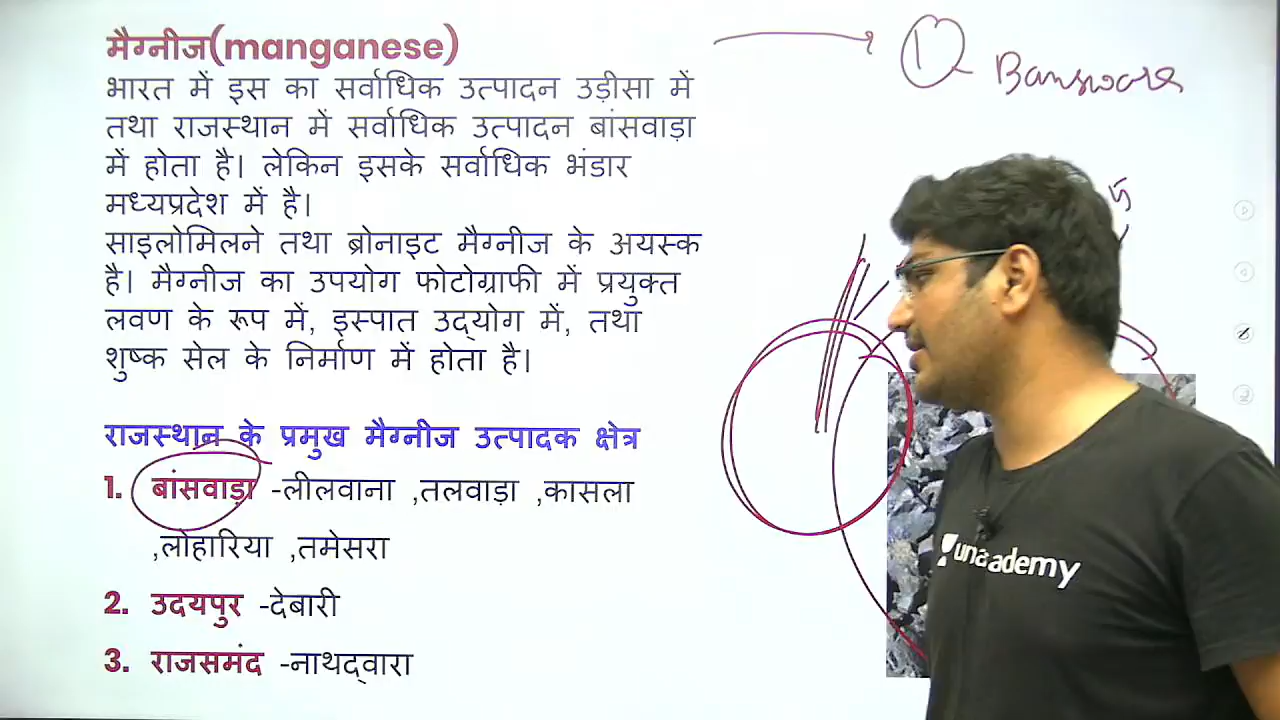 मैग्नीज(manganese)
भारत में इस का सर्वाधिक उत्पादन उड़ीसा में
तथा राजस्थान में सर्वाधिक उत्पादन बांसवाड़ा
में होता है। लेकिन इसके सर्वाधिक भंडार
मध्यप्रदेश में है।
साइलोमिलने तथा ब्रोनाइट मैग्नीज के अयस्क
है। मैग्नीज का उपयोग फोटोग्राफी में प्रयुक्त
लवण के रूप में, इस्पात उद्योग में, तथा
शुष्क सेल के निर्माण में होता है।
राजस्थान के प्रमुख मैग्नीज उत्पादक क्षेत्र
1. बांसवाड़ा -लीलवाना ,तलवाड़ा ,कासला
,लोहारिया ,तमेसरा
2. उदयपुर -देबारी
3. राजसमंद -नाथद्वारा
1 Banswara
5